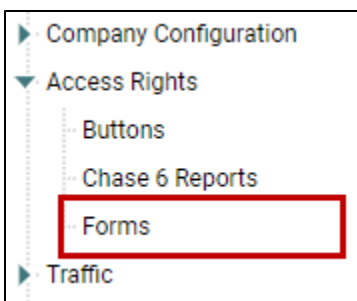 Company Configuration
Access Rights
Buttons
Chase 6 Reports
Forms
Traffic